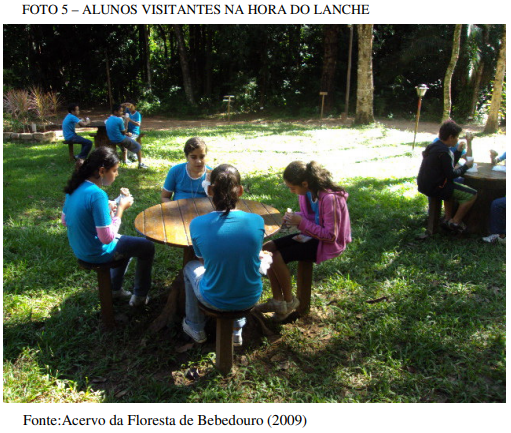 FOTO 5 – ALUNOS VISITANTES NA HORA DO LANCHE
Fonte:Acervo da Floresta de Bebedouro (2009)